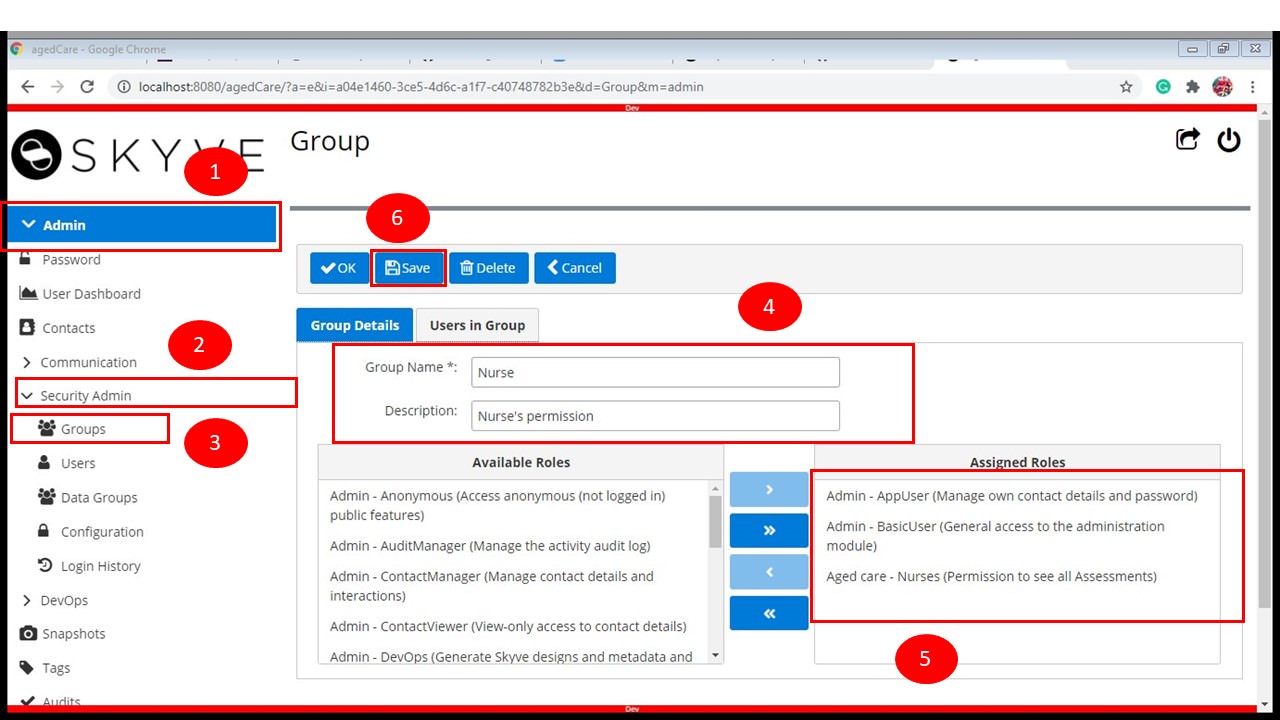 agedCare - Google Chrome
localhost:8080/agedCare/?a=e&i=a04e1460-3ce5-4d6c-a1f7-c40749782b3e&d=Group&m=admin
Dev
SKYVE
Group
1
Admin
6
Password
OK
Save
Delete
Cancel
User Dashboard
4
Contacts
Group Details
Users in Group
2
Communication
Group Name *:
Nurse
Security Admin
Description:
Nurse's permission
Groups
3
Users
Available Roles
Assigned Roles
Data Groups
Admin - Anonymous (Access anonymous (not logged in)
public features)
Admin - AuditManager (Manage the activity audit log)
Admin - ContactManager (Manage contact details and
interactions)
Admin - ContactViewer (View-only access to contact details)
Admin - DevOps (Generate Skyve designs and metadata and
Admin - AppUser (Manage own contact details and password)
Admin - BasicUser (General access to the administration
module)
Aged care - Nurses (Permission to see all Assessments)
Configuration
Login History
DevOps
Snapshots
5
Tags
Audits
Dev